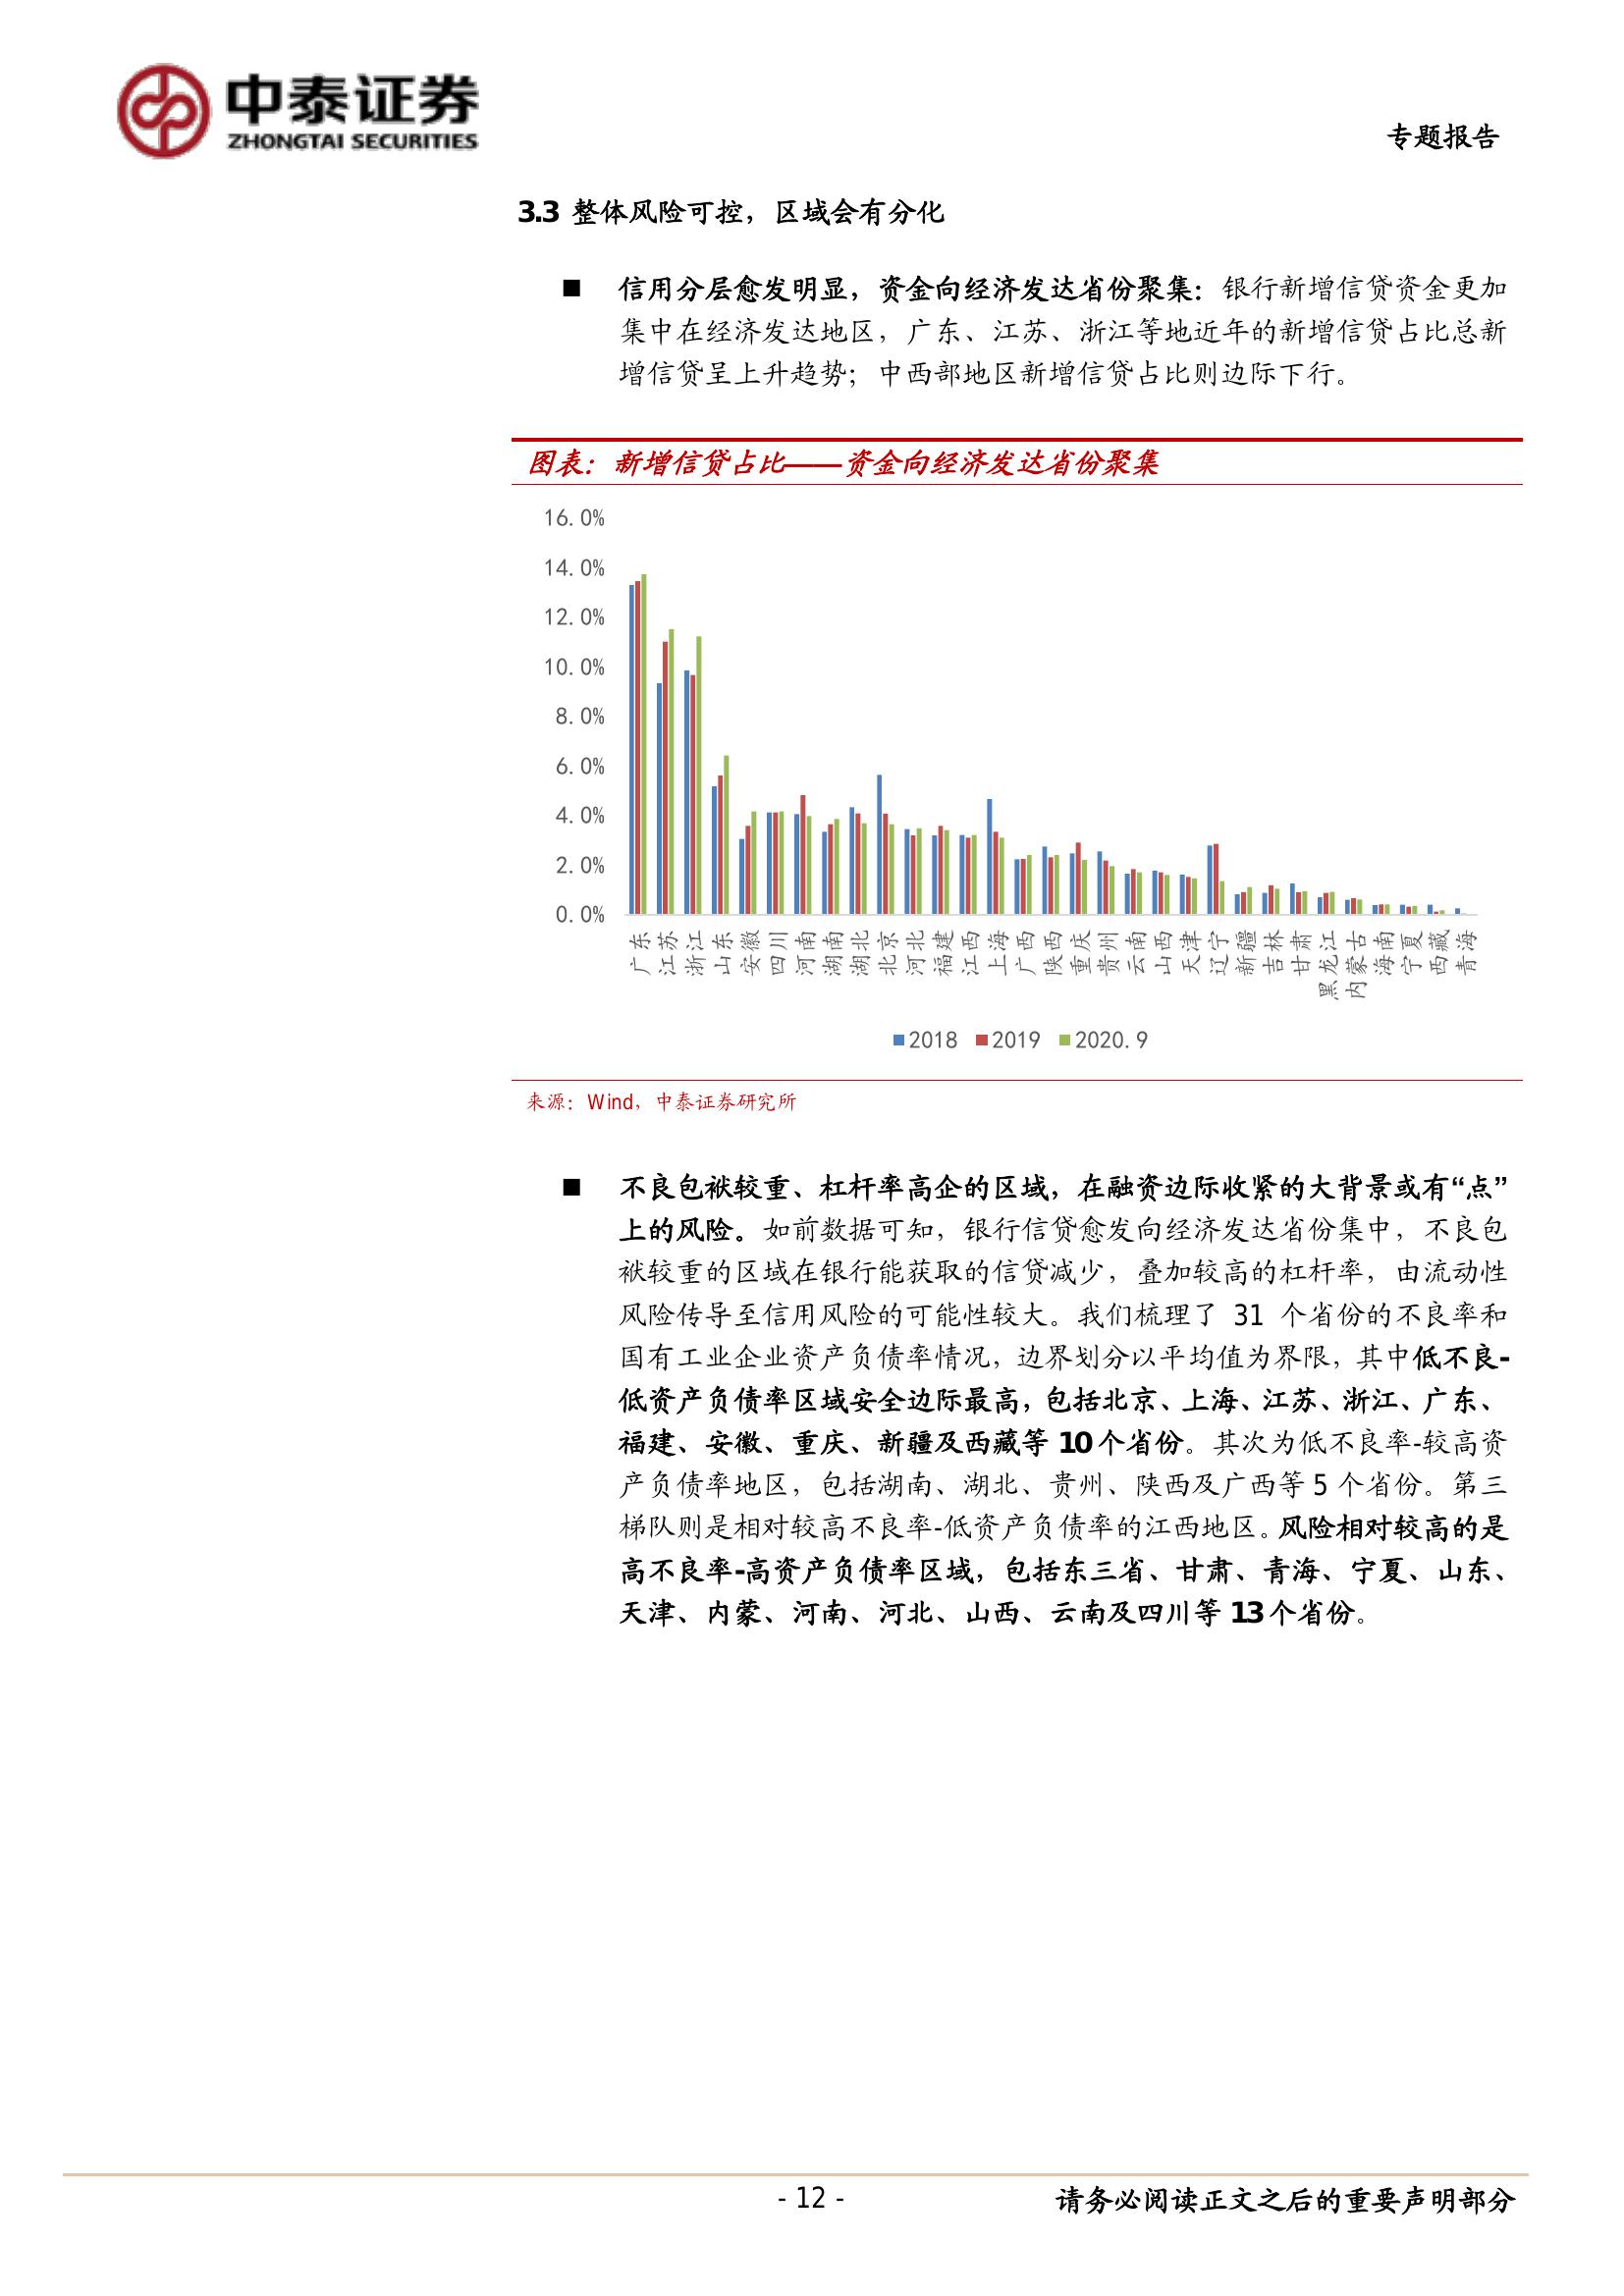 中泰证券
ZHONGTAI SECURITIES
专题报告
3.3 整体风险可控，区域会有分化
■ 信用分层愈发明显，资金向经济发达省份聚集：银行新增信贷资金更加
集中在经济发达地区，广东、江苏、浙江等地近年的新增信贷占比总新
增信贷呈上升趋势；中西部地区新增信贷占比则边际下行。
图表：新增信贷占比——资金向经济发达省份聚集
16.0%
14.0%
12.0%
10.0%
8.0%
6.0%
4.0%
2.0%
0.0%
广东
江苏
浙江
山东
安徽
四川
河南
湖南
湖北
北京
河北
福建
江西
上海
广西
陕西
重庆
贵州
云南
山西
天津
辽宁
新疆
吉林
甘肃
黑龙江
内蒙古
海南
宁夏
西藏
青海
2018 2019 2020.9
来源：Wind，中泰证券研究所
■ 不良包袱较重、杠杆率高企的区域，在融资边际收紧的大背景或有“点”
上的风险。如前数据可知，银行信贷愈发向经济发达省份集中，不良包
袱较重的区域在银行能获取的信贷减少，叠加较高的杠杆率，由流动性
风险传导至信用风险的可能性较大。我们梳理了 31 个省份的不良率和
国有工业企业资产负债率情况，边界划分以平均值为界限，其中低不良-
低资产负债率区域安全边际最高，包括北京、上海、江苏、浙江、广东、
福建、安徽、重庆、新疆及西藏等 10 个省份。其次为低不良率-较高资
产负债率地区，包括湖南、湖北、贵州、陕西及广西等 5 个省份。第三
梯队则是相对较高不良率-低资产负债率的江西地区。风险相对较高的是
高不良率-高资产负债率区域，包括东三省、甘肃、青海、宁夏、山东、
天津、内蒙、河南、河北、山西、云南及四川等 13 个省份。
- 12 -
请务必阅读正文之后的重要声明部分